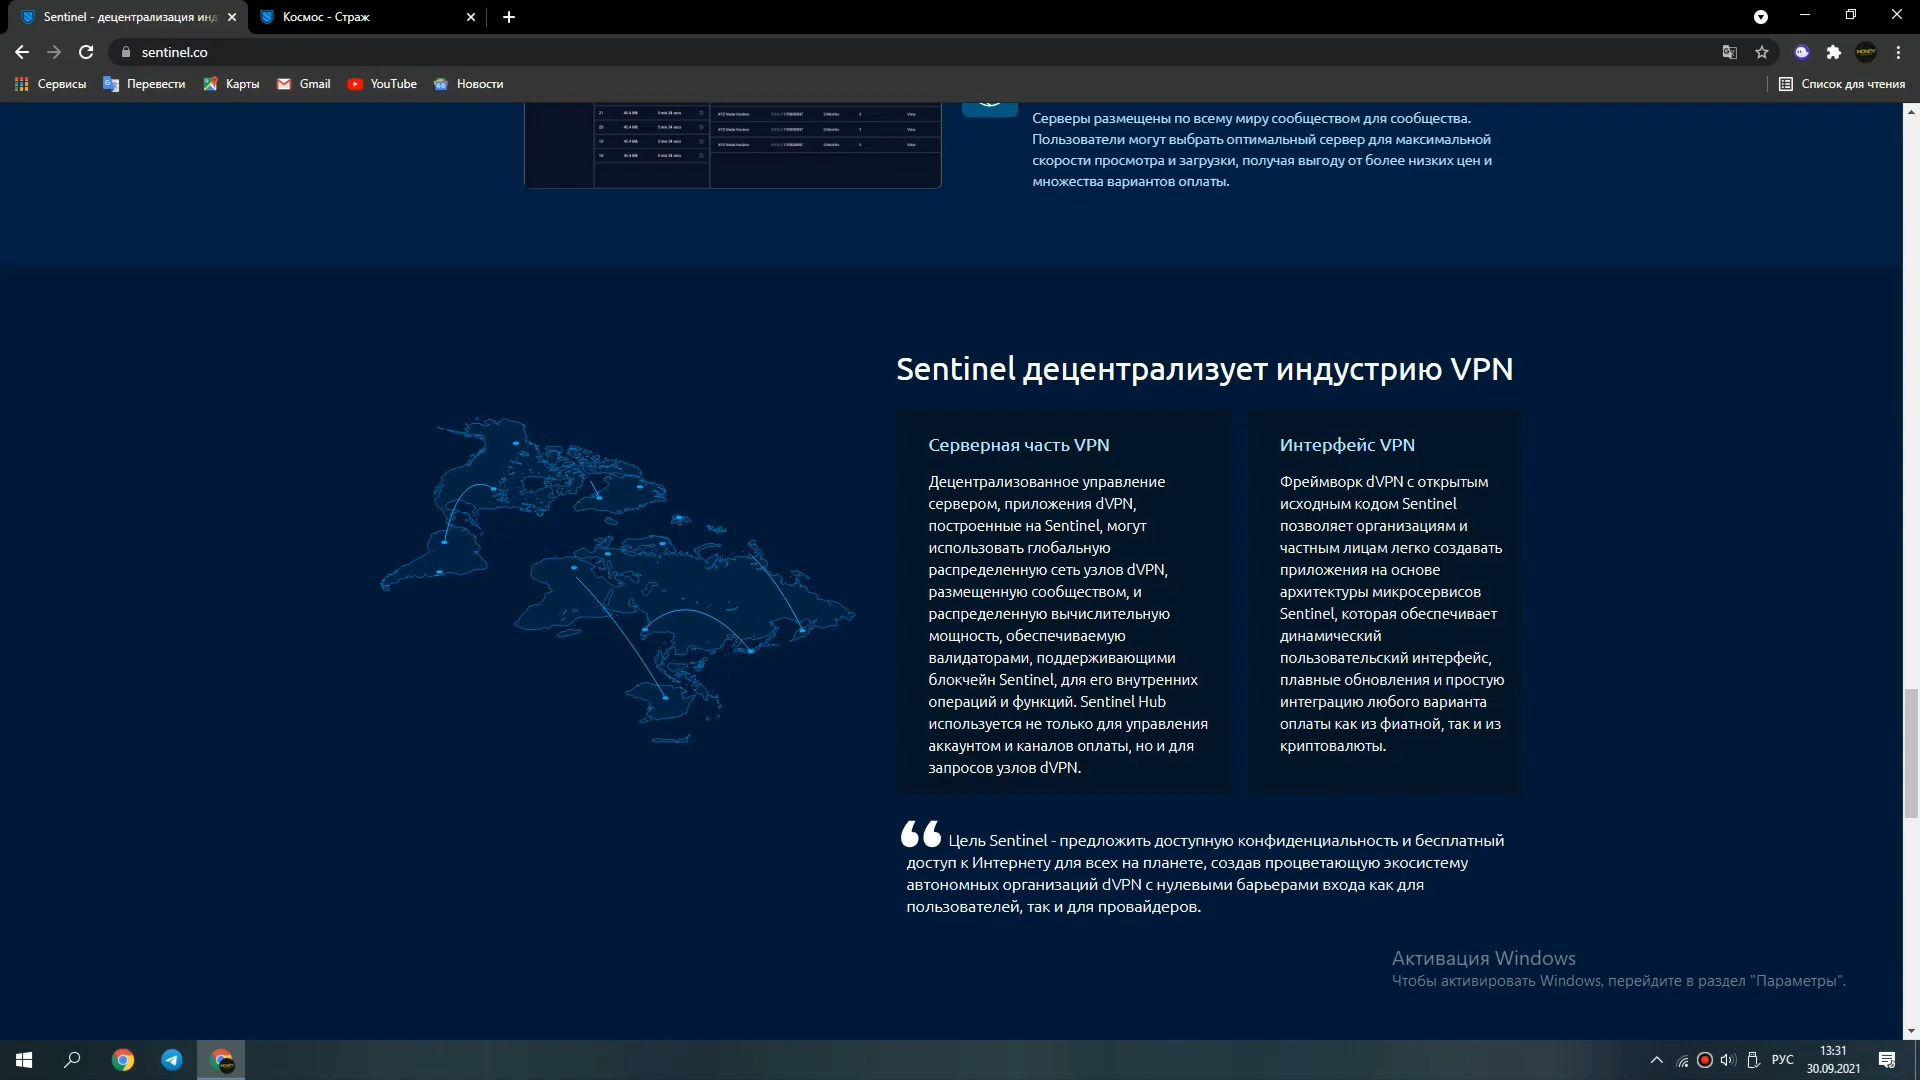 Sentinel - децентрализация инд
Космос - Страж
sentinel.co
Сервисы
Перевести
Карты
Gmail
YouTube
Новости
Список для чтения
Серверы размещены по всему миру сообществом для сообщества.
Пользователи могут выбрать оптимальный сервер для максимальной
скорости просмотра и загрузки, получая выгоду от более низких цен и
множества вариантов оплаты.
Sentinel децентрализует индустрию VPN
Серверная часть VPN
Децентрализованное управление
сервером, приложения dVPN,
построенные на Sentinel, могут
использовать глобальную
распределенную сеть узлов dVPN,
размещенную сообществом, и
распределенную вычислительную
мощность, обеспечиваемую
валидаторами, поддерживающими
блокчейн Sentinel, для его внутренних
операций и функций. Sentinel Hub
используется не только для управления
аккаунтом и каналов оплаты, но и для
запросов узлов dVPN.
Интерфейс VPN
Фреймворк dVPN с открытым
исходным кодом Sentinel
позволяет организациям и
частным лицам легко создавать
приложения на основе
архитектуры микросервисов
Sentinel, которая обеспечивает
динамический
пользовательский интерфейс,
плавные обновления и простую
интеграцию любого варианта
оплаты как из фиатной, так и из
криптовалюты.
“ Цель Sentinel - предложить доступную конфиденциальность и бесплатный
доступ к Интернету для всех на планете, создав процветающую экосистему
автономных организаций dVPN с нулевыми барьерами входа как для
пользователей, так и для провайдеров.
Активация Windows
Чтобы активировать Windows, перейдите в раздел "Параметры".
РУС
13:31
30.09.2021